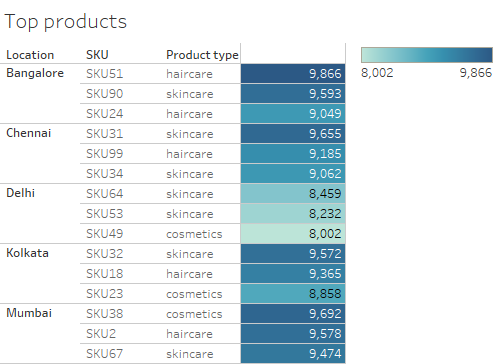 Top products
Location SKU Product type
Bangalore SKU51 haircare 9,866
SKU90 skincare 9,593
SKU24 haircare 9,049
Chennai SKU31 skincare 9,655
SKU99 haircare 9,185
SKU34 skincare 9,062
Delhi SKU64 skincare 8,459
SKU53 skincare 8,232
SKU49 cosmetics 8,002
Kolkata SKU32 skincare 9,572
SKU18 haircare 9,365
SKU23 cosmetics 8,858
Mumbai SKU38 cosmetics 9,692
SKU2 haircare 9,578
SKU67 skincare 9,474
8,002 9,866